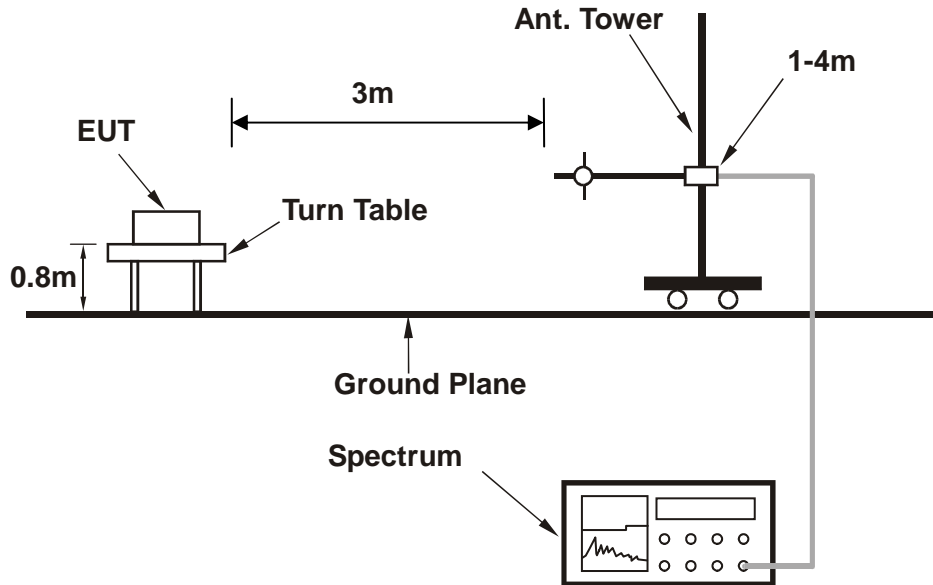 Ant. Tower
1-4m
3m
EUT
Turn Table
0.8m
Ground Plane
Spectrum